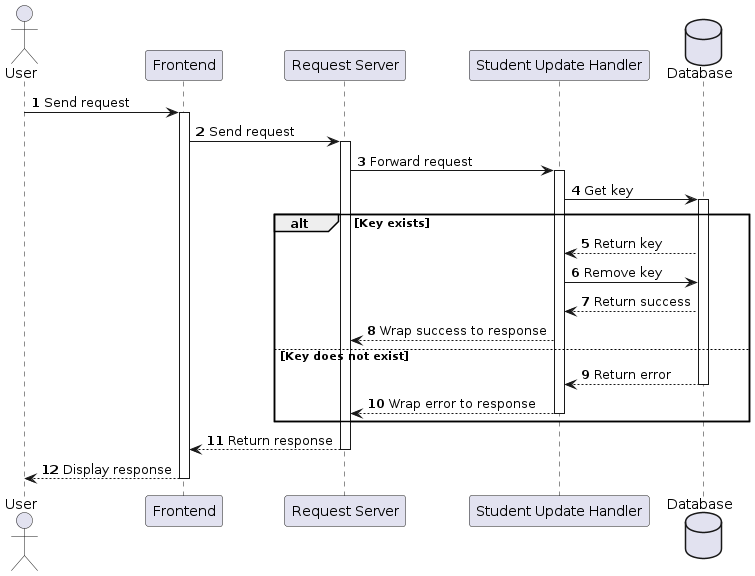 User
Frontend
Request Server
Student Update Handler
Database
1 Send request
2 Send request
3 Forward request
4 Get key
alt
[Key exists]
5 Return key
6 Remove key
7 Return success
8 Wrap success to response
[Key does not exist]
9 Return error
10 Wrap error to response
11 Return response
12 Display response
User
Frontend
Request Server
Student Update Handler
Database